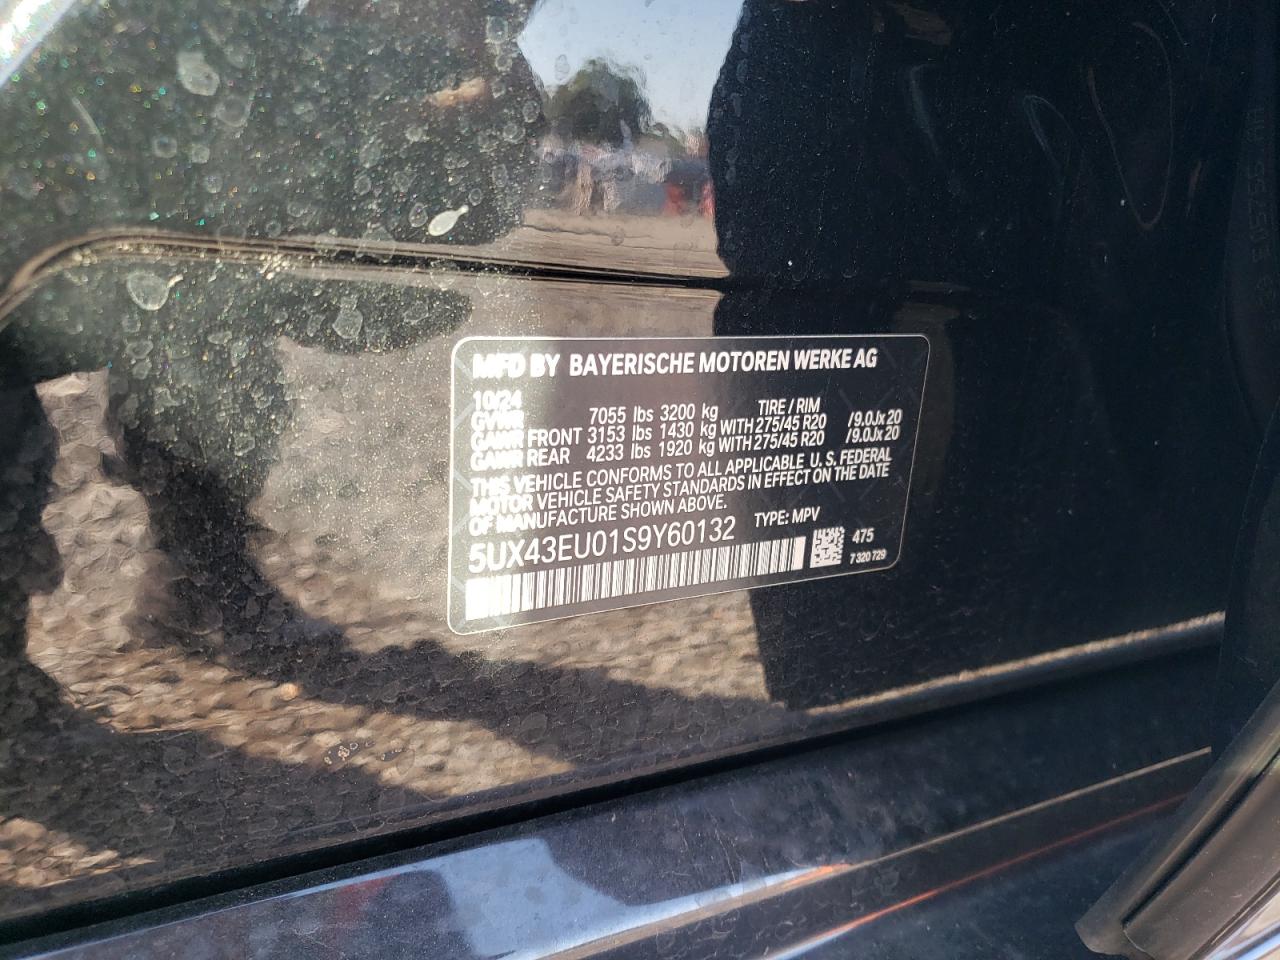 MFD BY BAYERISCHE MOTOREN WERKE AG
10/24
GVWR 7055 lbs 3200 kg TIRE / RIM
GAWR FRONT 3153 lbs 1430 kg WITH 275/45 R20 /9.0Jx20
GAWR REAR 4233 lbs 1920 kg WITH 275/45 R20 /9.0Jx20
THIS VEHICLE CONFORMS TO ALL APPLICABLE U.S. FEDERAL
MOTOR VEHICLE SAFETY STANDARDS IN EFFECT ON THE DATE
OF MANUFACTURE SHOWN ABOVE.
5UX43EU01S9Y60132 TYPE: MPV
475
7 320 729